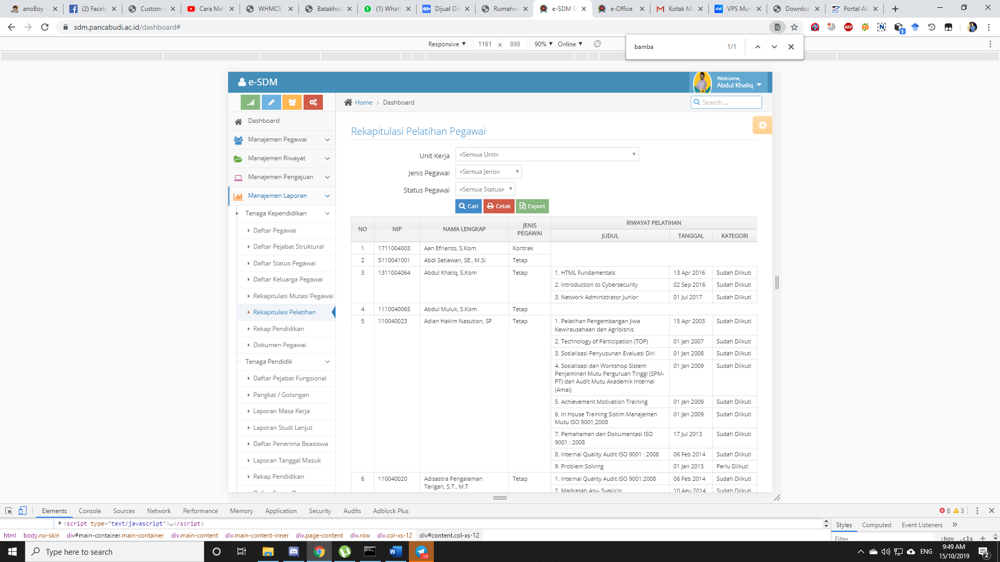 anoBoy -
(2) Faceb
Custom c
Cara Mel
WHMCS
Batakhos
(1) Whats
Dijual Dis
Rumahw
e-SDM D
e-Office
Kotak Ma
VPS Mur
Downloa
Portal Ak
sdm.pancabudi.ac.id/dashboard#
Responsive ▼ 1161 x 898 90% ▼ Online ▼
bamba 1/1
e-SDM
Welcome,
Abdul Khaliq
Home > Dashboard
Search ...
Dashboard
Manajemen Pegawai
Manajemen Riwayat
Manajemen Pengajuan
Manajemen Laporan
Tenaga Kependidikan
Daftar Pegawai
Daftar Pejabat Struktural
Daftar Status Pegawai
Daftar Keluarga Pegawai
Rekapitulasi Mutasi Pegawai
Rekapitulasi Pelatihan
Rekap Pendidikan
Dokumen Pegawai
Tenaga Pendidik
Daftar Pejabat Fungsional
Pangkat / Golongan
Laporan Masa Kerja
Laporan Studi Lanjut
Daftar Penerima Beasiswa
Laporan Tanggal Masuk
Rekap Pendidikan
Rekapitulasi Pelatihan Pegawai
Unit Kerja «Semua Unit»
Jenis Pegawai «Semua Jenis»
Status Pegawai «Semua Status»
Cari Cetak Export
NO NIP NAMA LENGKAP JENIS PEGAWAI RIWAYAT PELATIHAN
JUDUL TANGGAL KATEGORI
1 1711004003 Aan Efrianto, S.Kom. Kontrak
2 5110041001 Abdi Setiawan, SE., M.Si Tetap
3 1311004064 Abdul Khaliq, S.Kom Tetap 1. HTML Fundamentals 13 Apr 2016 Sudah Diikuti
2. Introduction to Cybersecurity 02 Sep 2016 Sudah Diikuti
3. Network Administrator Junior 01 Jul 2017 Sudah Diikuti
4 1110040065 Abdul Muluk, S.Kom Tetap
5 110040023 Adian Hakim Nasution, SP Tetap 1. Pelatihan Pengembangan Jiwa 15 Apr 2003 Sudah Diikuti
Kewirausahaan dan Agribisnis
2. Technology of Participation (TOP) 01 Jan 2007 Sudah Diikuti
3. Sosialisasi Penyusunan Evaluasi Diri 01 Jan 2008 Sudah Diikuti
4. Sosialisasi dan Workshop Sistem 01 Jan 2009 Sudah Diikuti
Penjaminan Mutu Perguruan Tinggi (SPM-
PT) dan Audit Mutu Akademik Internal
(Amai)
5. Achievement Motivation Training 01 Jan 2009 Sudah Diikuti
6. In House Training Sistim Manajemen 01 Jan 2009 Sudah Diikuti
Mutu ISO 9001;2008
7. Pemahaman dan Dokumentasi ISO 17 Jul 2013 Sudah Diikuti
9001 : 2008
8. Internal Quality Audit ISO 9001 : 2008 06 Feb 2014 Sudah Diikuti
9. Problem Solving 01 Jan 2015 Perlu Diikuti
6 110040020 Adisastra Pengalaman Tetap 1. Internal Quality Audit ISO 9001:2008 06 Feb 2014 Sudah Diikuti
Tarigan, S.T., M.T
2. Madrasah Asy- Syakirin 10 Agu 2014 Sudah Diikuti
Elements Console Sources Network Performance Memory Application Security Audits Adblock Plus 8 3
<script type="text/javascript">…</script>
Styles Computed Event Listeners »
html body.no-skin div#main-container.main-container div.main-content div.main-content-inner div.page-content div.row div.col-xs-12 div#content.col-xs-12
Filter :hov .cls +
Type here to search
ENG
9:49 AM
15/10/2019